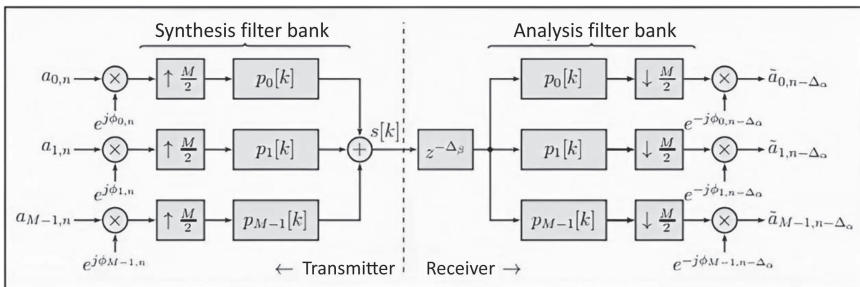 Synthesis filter bank
Analysis filter bank
a_{0,n} × ↑ M/2 p_0[k] p_0[k] ↓ M/2 × ã_{0,n−Δ_α}
e^{jϕ_{0,n}} e^{−jϕ_{0,n−Δ_α}}
a_{1,n} × ↑ M/2 p_1[k] + s[k] z^{−Δ_β} p_1[k] ↓ M/2 × ã_{1,n−Δ_α}
e^{jϕ_{1,n}} e^{−jϕ_{1,n−Δ_α}}
a_{M−1,n} × ↑ M/2 p_{M−1}[k] p_{M−1}[k] ↓ M/2 × ã_{M−1,n−Δ_α}
e^{jϕ_{M−1,n}} e^{−jϕ_{M−1,n−Δ_α}}
← Transmitter
Receiver →